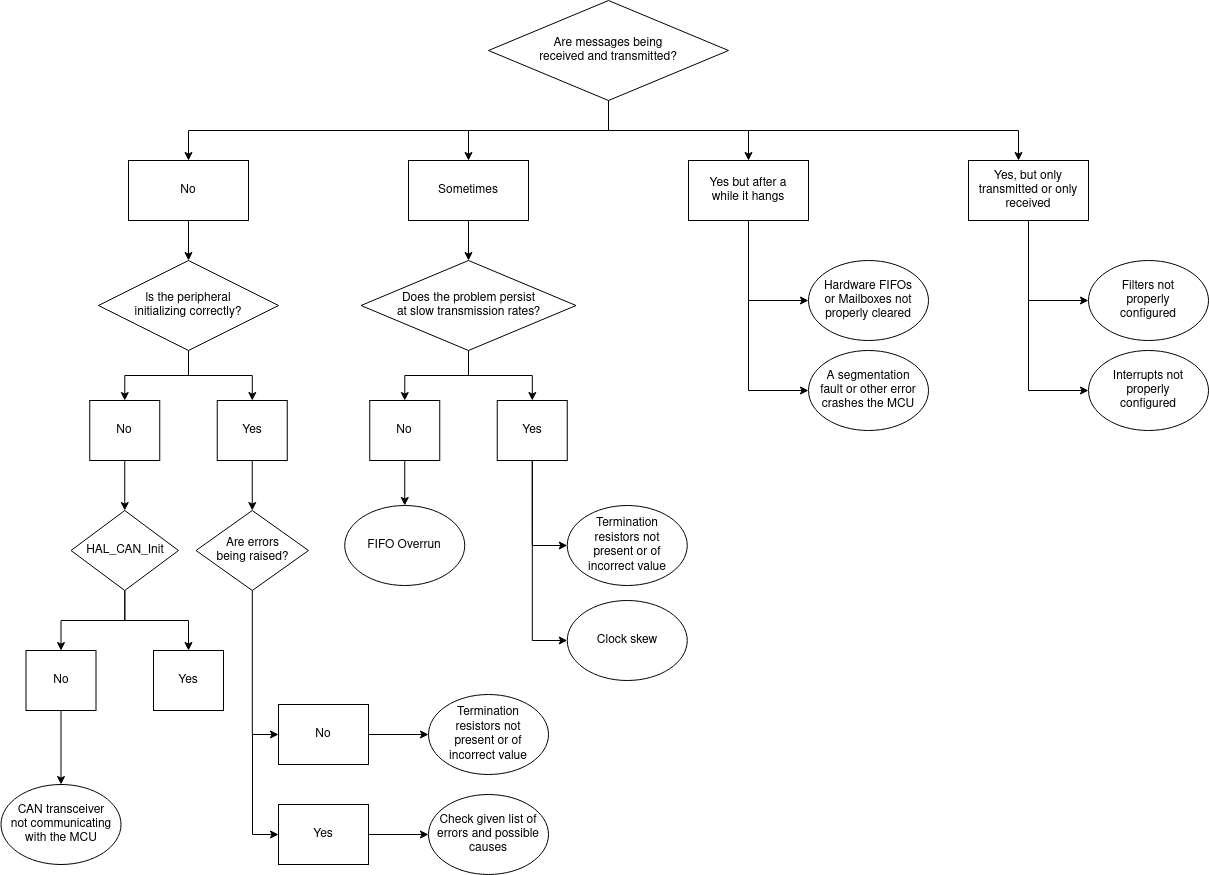 Are messages being
received and transmitted?
No
Sometimes
Yes but after a
while it hangs
Yes, but only
transmitted or only
received
Is the peripheral
initializing correctly?
Does the problem persist
at slow transmission rates?
Hardware FIFOs
or Mailboxes not
properly cleared
Filters not
properly
configured
A segmentation
fault or other error
crashes the MCU
Interrupts not
properly
configured
No
Yes
No
Yes
HAL_CAN_Init
Are errors
being raised?
FIFO Overrun
Termination
resistors not
present or of
incorrect value
Clock skew
No
Yes
No
Termination
resistors not
present or of
incorrect value
CAN transceiver
not communicating
with the MCU
Yes
Check given list of
errors and possible
causes